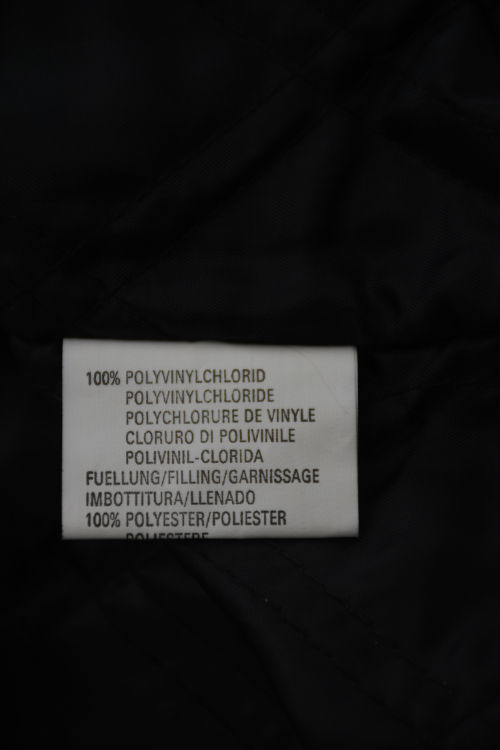 100% POLYVINYLCHLORID
POLYVINYLCHLORIDE
POLYCHLORURE DE VINYLE
CLORURO DI POLIVINILE
POLIVINIL-CLORIDA
FUELLUNG/FILLING/GARNISSAGE
IMBOTTITURA/LLENADO
100% POLYESTER/POLIESTER
POLIESTERE